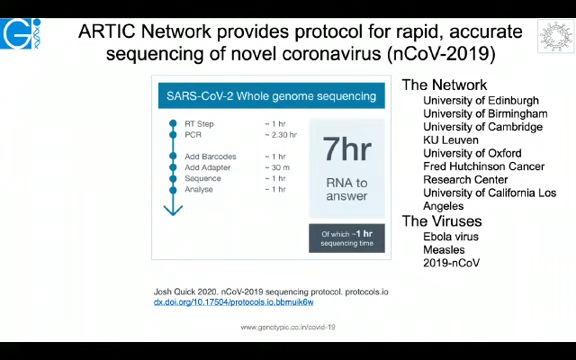 ARTIC Network provides protocol for rapid, accurate
sequencing of novel coronavirus (nCoV-2019)
SARS-CoV-2 Whole genome sequencing
RT Step ~ 1 hr
PCR ~ 2.30 hr
Add Barcodes ~ 1 hr
Add Adapter ~ 30 m
Sequence ~ 1 hr
Analyse ~ 1 hr
7hr
RNA to
answer
Of which ~1 hr
sequencing time
The Network
University of Edinburgh
University of Birmingham
University of Cambridge
KU Leuven
University of Oxford
Fred Hutchinson Cancer
Research Center
University of California Los
Angeles
The Viruses
Ebola virus
Measles
2019-nCoV
Josh Quick 2020. nCoV-2019 sequencing protocol. protocols.io
dx.doi.org/10.17504/protocols.io.bbmuik6w
www.genotypic.co.in/covid-19